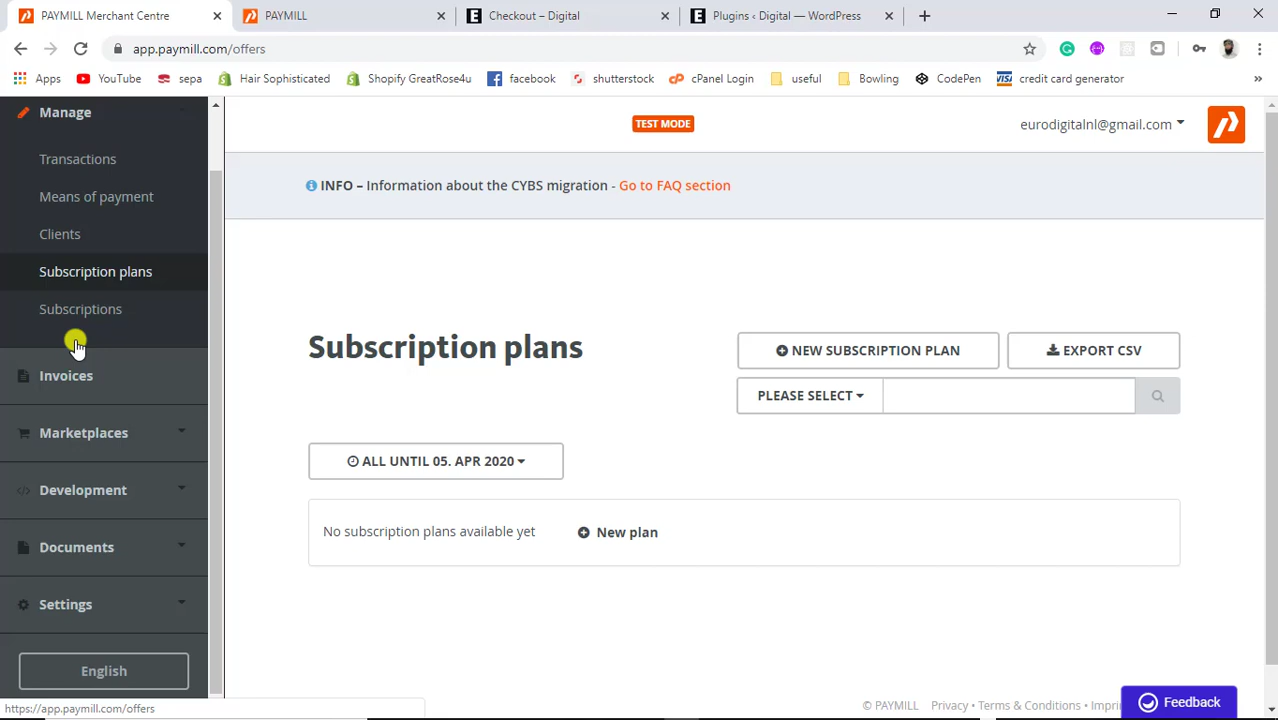 PAYMILL Merchant Centre
PAYMILL
Checkout – Digital
Plugins ‹ Digital — WordPress
app.paymill.com/offers
Apps
YouTube
sepa
Hair Sophisticated
Shopify GreatRose4u
facebook
shutterstock
cPanel Login
useful
Bowling
CodePen
VISA credit card generator
»
Manage
Transactions
Means of payment
Clients
Subscription plans
Subscriptions
Invoices
Marketplaces
Development
Documents
Settings
English
https://app.paymill.com/offers
TEST MODE
eurodigitalnl@gmail.com
INFO – Information about the CYBS migration - Go to FAQ section
Subscription plans
NEW SUBSCRIPTION PLAN
EXPORT CSV
PLEASE SELECT
ALL UNTIL 05. APR 2020
No subscription plans available yet
New plan
© PAYMILL Privacy · Terms & Conditions · Impri
Feedback